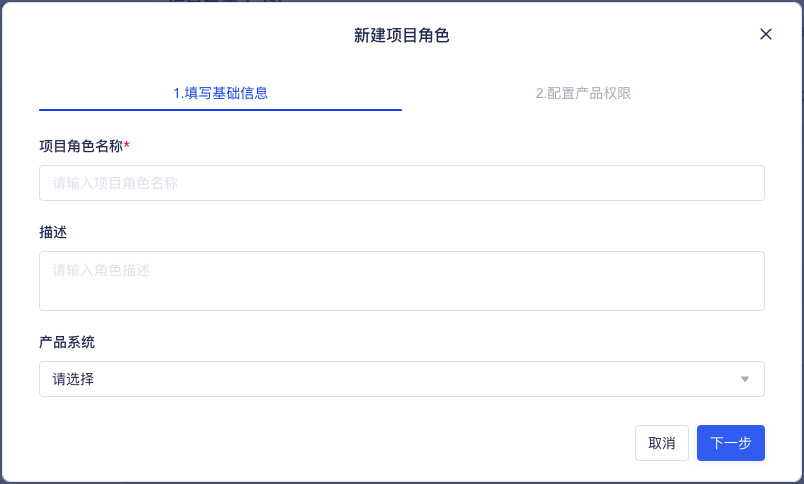 新建项目角色
1.填写基础信息
2.配置产品权限
项目角色名称*
请输入项目角色名称
描述
请输入角色描述
产品系统
请选择
取消
下一步